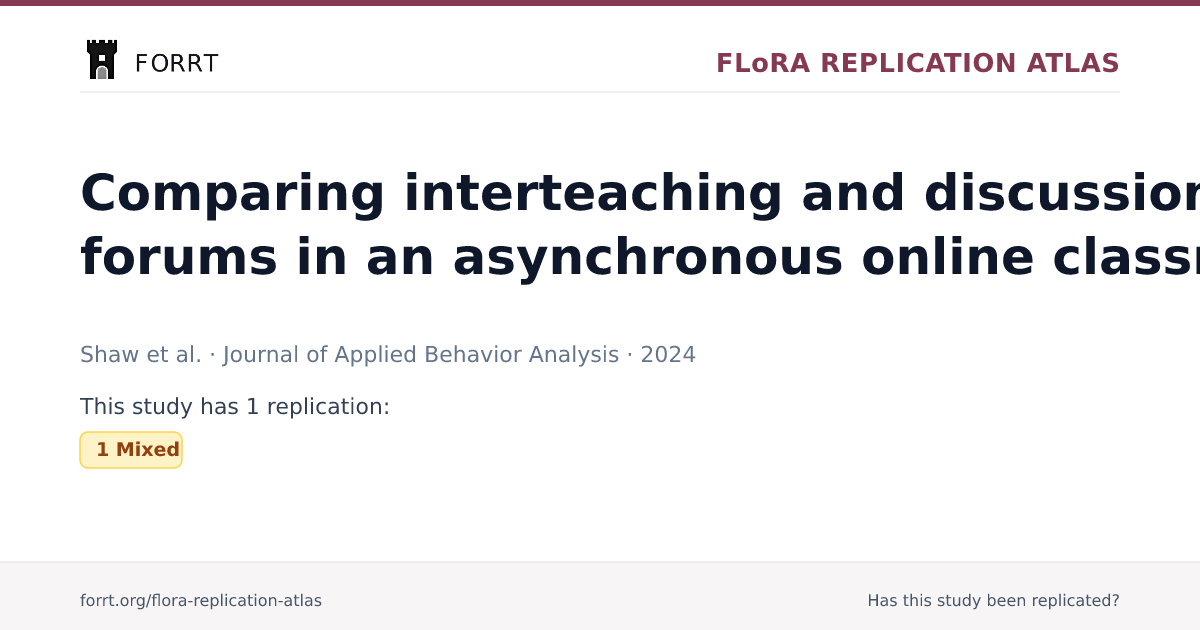 FORRT
FLoRA REPLICATION ATLAS
Comparing interteaching and discussion
forums in an asynchronous online
Shaw et al. · Journal of Applied Behavior Analysis · 2024
This study has 1 replication:
1 Mixed
forrt.org/flora-replication-atlas
Has this study been replicated?